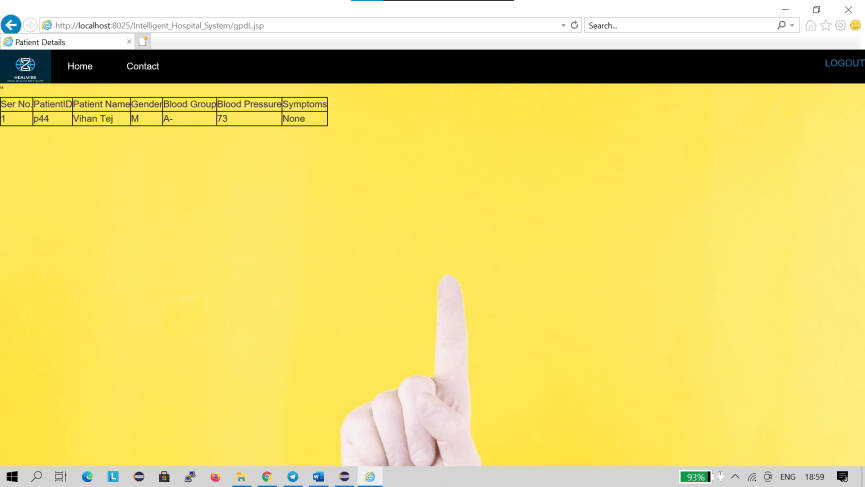 http://localhost:8025/Intelligent_Hospital_System/gpdL.jsp
Search...
Patient Details
HEALVIBE
Home
Contact
LOGOUT
"
Ser No. PatientID Patient Name Gender Blood Group Blood Pressure Symptoms
1 p44 Vihan Tej M A- 73 None
93%
ENG
18:59